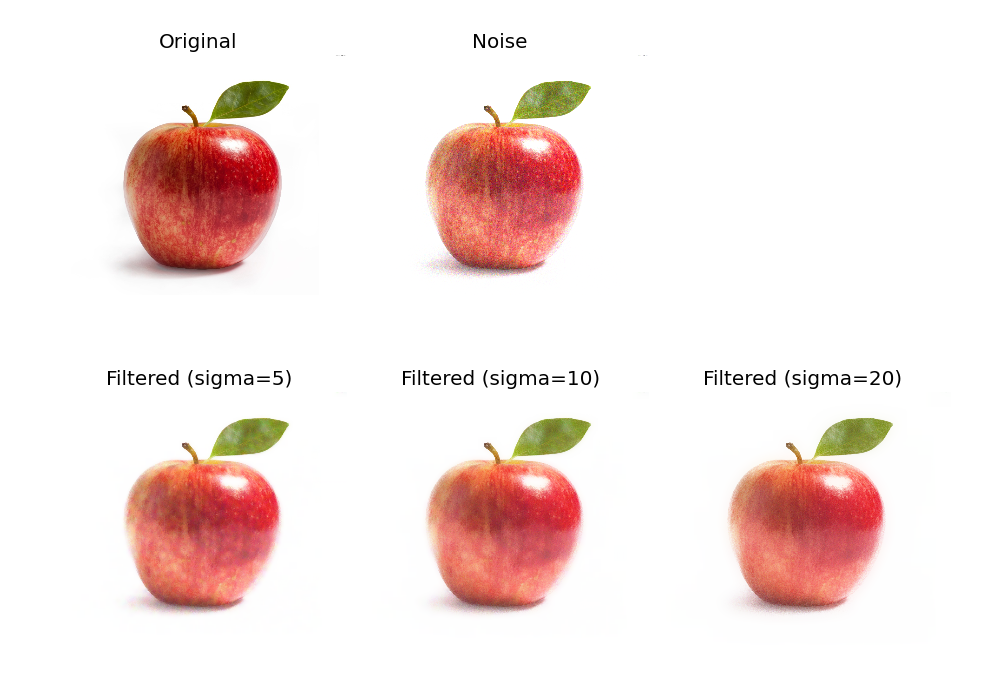 Original
Noise
Filtered (sigma=5)
Filtered (sigma=10)
Filtered (sigma=20)